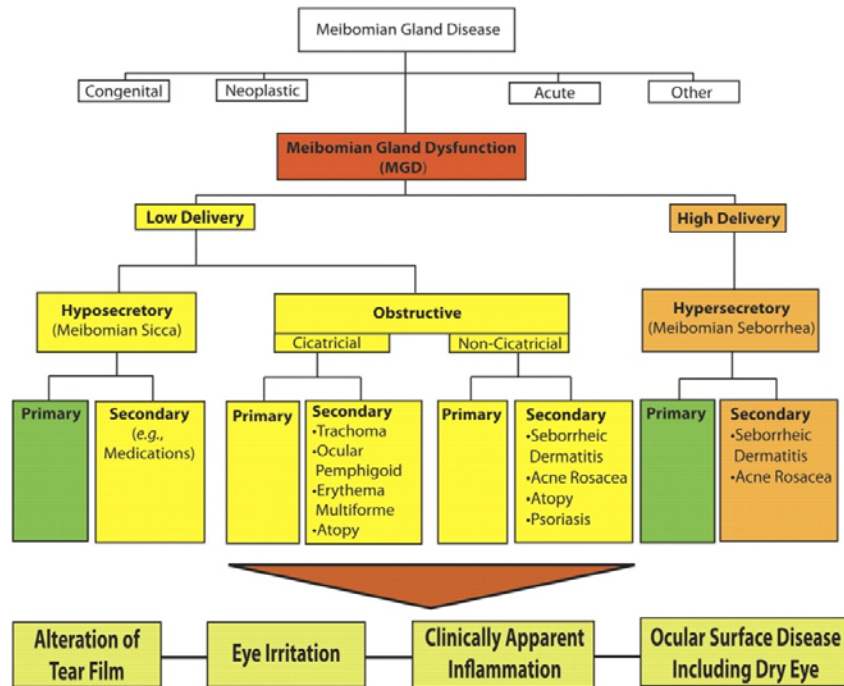 Meibomian Gland Disease
Congenital
Neoplastic
Acute
Other
Meibomian Gland Dysfunction
(MGD)
Low Delivery
High Delivery
Hyposecretory
(Meibomian Sicca)
Obstructive
Cicatricial
Non-Cicatricial
Hypersecretory
(Meibomian Seborrhea)
Primary
Secondary
(e.g.,
Medications)
Primary
Secondary
•Trachoma
•Ocular
Pemphigoid
•Erythema
Multiforme
•Atopy
Primary
Secondary
•Seborrheic
Dermatitis
•Acne Rosacea
•Atopy
•Psoriasis
Primary
Secondary
•Seborrheic
Dermatitis
•Acne Rosacea
Alteration of
Tear Film
Eye Irritation
Clinically Apparent
Inflammation
Ocular Surface Disease
Including Dry Eye